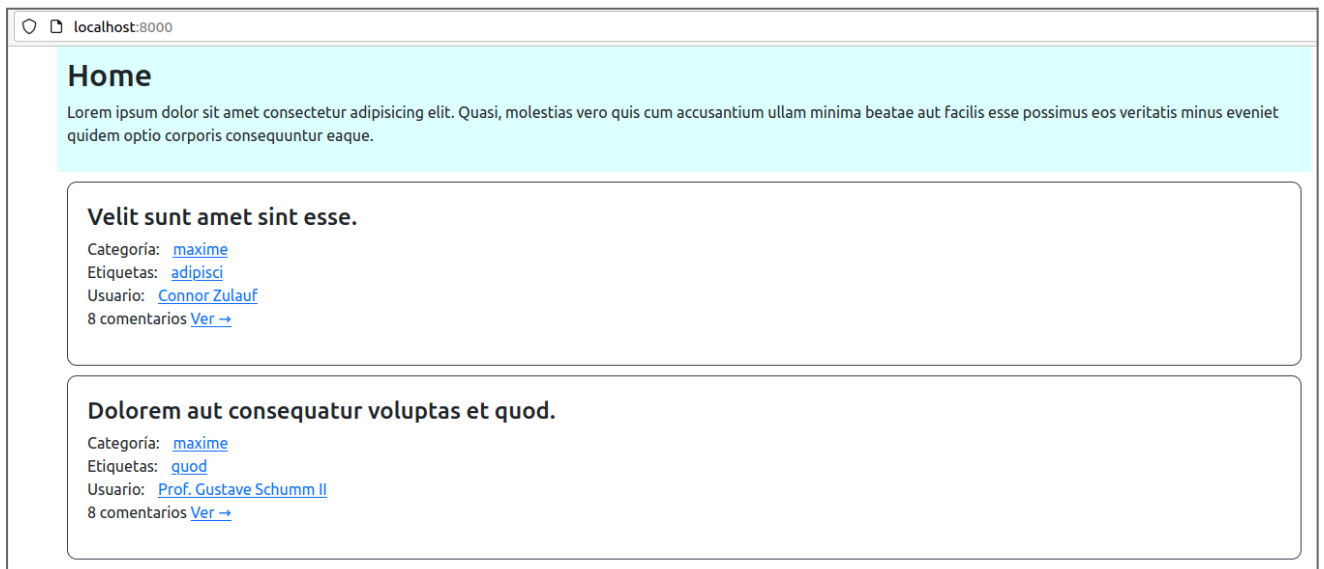 localhost:8000
Home
Lorem ipsum dolor sit amet consectetur adipisicing elit. Quasi, molestias vero quis cum accusantium ullam minima beatae aut facilis esse possimus eos veritatis minus eveniet
quidem optio corporis consequuntur eaque.
Velit sunt amet sint esse.
Categoría: maxime
Etiquetas: adipisci
Usuario: Connor Zulauf
8 comentarios Ver →
Dolorem aut consequatur voluptas et quod.
Categoría: maxime
Etiquetas: quod
Usuario: Prof. Gustave Schumm II
8 comentarios Ver →